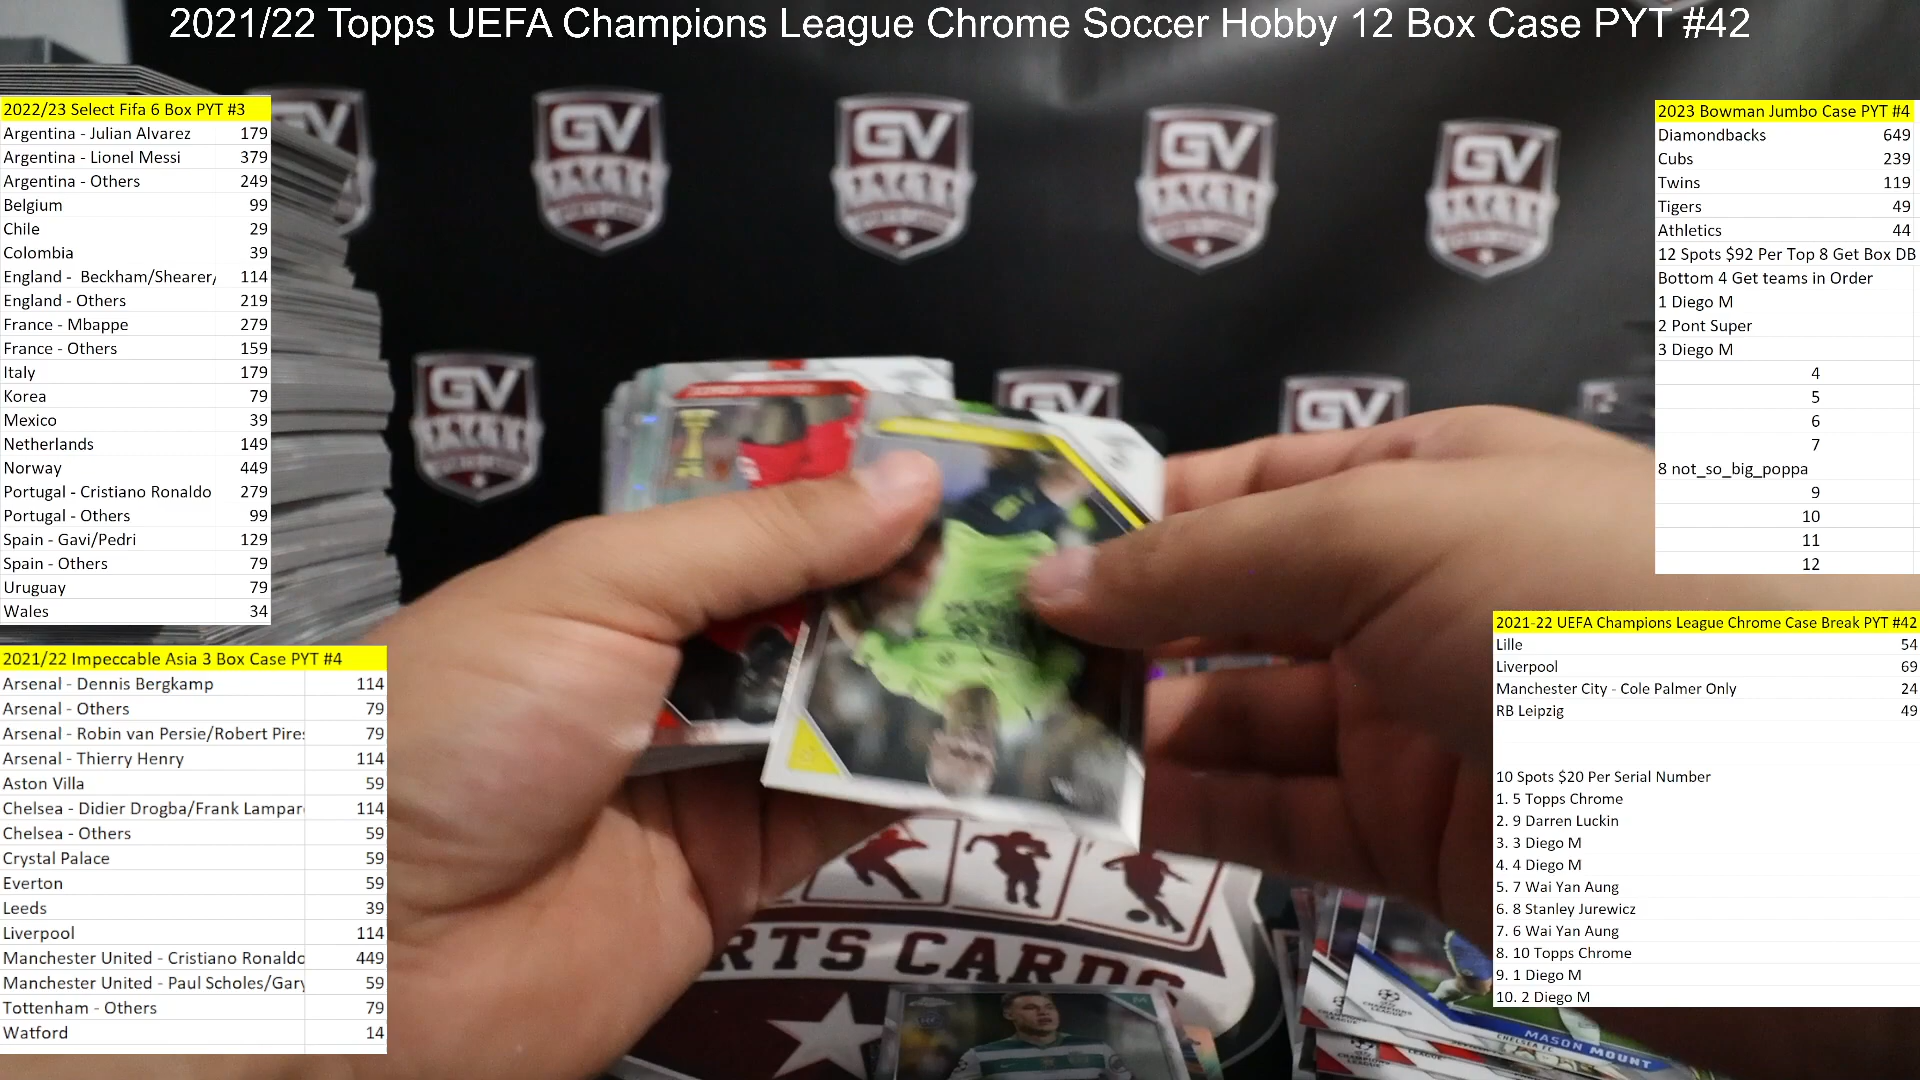 2021/22 Topps UEFA Champions League Chrome Soccer Hobby 12 Box Case PYT #42
2022/23 Select Fifa 6 Box PYT #3
Argentina - Julian Alvarez 179
Argentina - Lionel Messi 379
Argentina - Others 249
Belgium 99
Chile 29
Colombia 39
England - Beckham/Shearer/ 114
England - Others 219
France - Mbappe 279
France - Others 159
Italy 179
Korea 79
Mexico 39
Netherlands 149
Norway 449
Portugal - Cristiano Ronaldo 279
Portugal - Others 99
Spain - Gavi/Pedri 129
Spain - Others 79
Uruguay 79
Wales 34
2021/22 Impeccable Asia 3 Box Case PYT #4
Arsenal - Dennis Bergkamp 114
Arsenal - Others 79
Arsenal - Robin van Persie/Robert Pires 79
Arsenal - Thierry Henry 114
Aston Villa 59
Chelsea - Didier Drogba/Frank Lampar 114
Chelsea - Others 59
Crystal Palace 59
Everton 59
Leeds 39
Liverpool 114
Manchester United - Cristiano Ronaldo 449
Manchester United - Paul Scholes/Gary 59
Tottenham - Others 79
Watford 14
2023 Bowman Jumbo Case PYT #4
Diamondbacks 649
Cubs 239
Twins 119
Tigers 49
Athletics 44
12 Spots $92 Per Top 8 Get Box DB
Bottom 4 Get teams in Order
1 Diego M
2 Pont Super
3 Diego M
4
5
6
7
8 not_so_big_poppa
9
10
11
12
2021-22 UEFA Champions League Chrome Case Break PYT #42
Lille 54
Liverpool 69
Manchester City - Cole Palmer Only 24
RB Leipzig 49
10 Spots $20 Per Serial Number
1. 5 Topps Chrome
2. 9 Darren Luckin
3. 3 Diego M
4. 4 Diego M
5. 7 Wai Yan Aung
6. 8 Stanley Jurewicz
7. 6 Wai Yan Aung
8. 10 Topps Chrome
9. 1 Diego M
10. 2 Diego M
GV
GV
GV
GV
GV
GV
GV
RTS CARDS
MASON MOUNT
CHELSEA FC